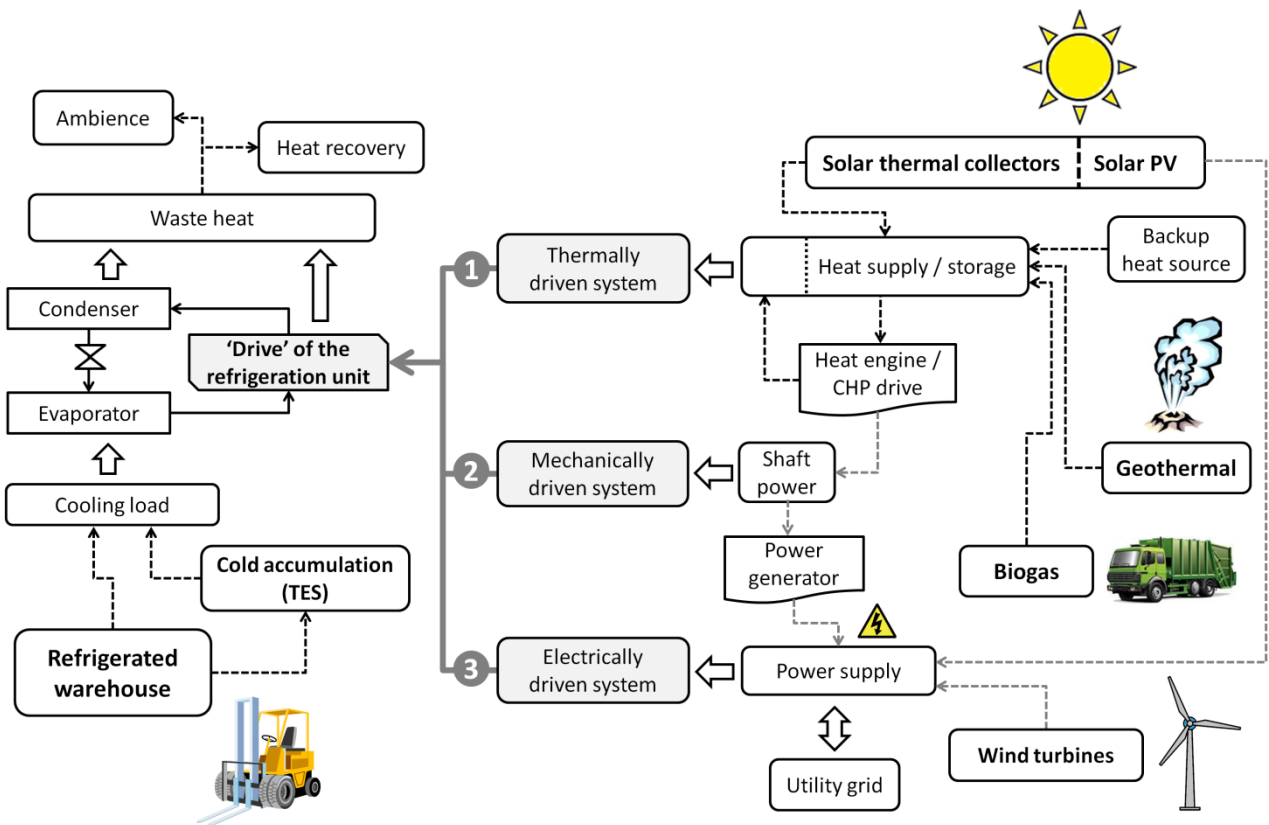 Ambience
Heat recovery
Waste heat
Condenser
Evaporator
'Drive' of the
refrigeration unit
Cooling load
Cold accumulation
(TES)
Refrigerated
warehouse
1
Thermally
driven system
2
Mechanically
driven system
3
Electrically
driven system
Solar thermal collectors
Solar PV
Heat supply / storage
Backup
heat source
Heat engine /
CHP drive
Shaft
power
Geothermal
Power
generator
Biogas
Power supply
Wind turbines
Utility grid